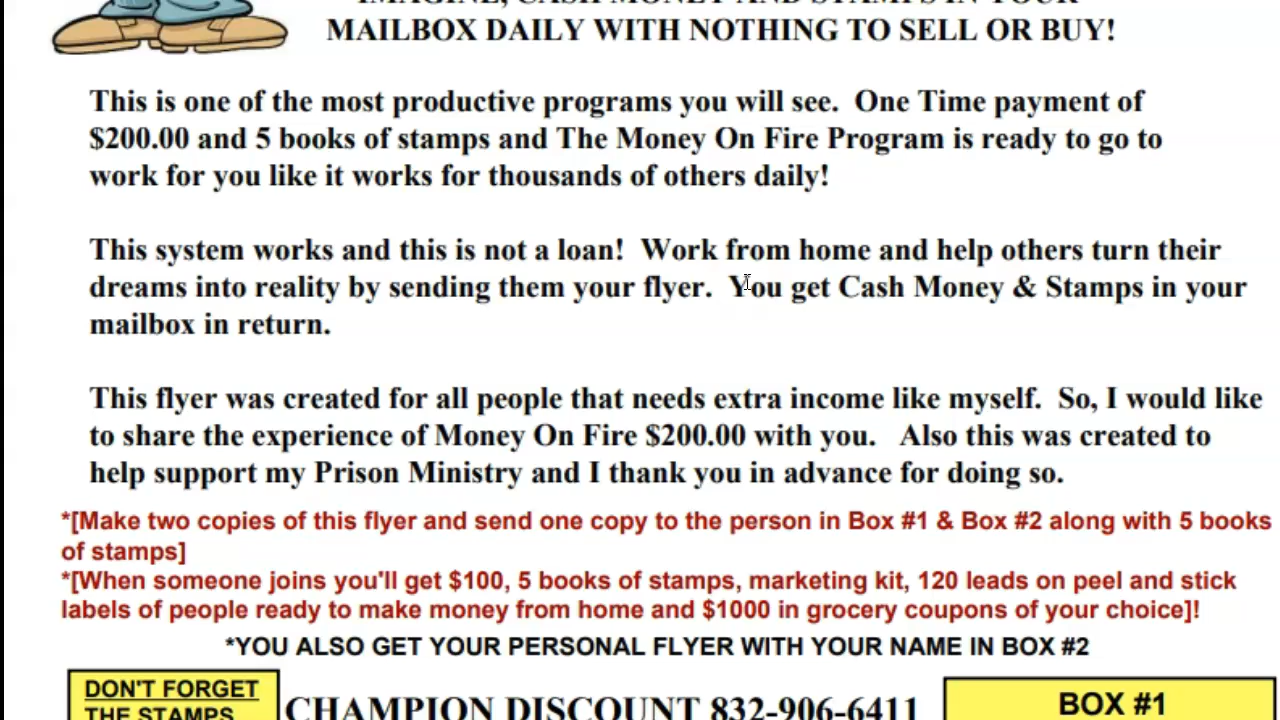 IMAGINE, CASH MONEY AND STAMPS IN YOUR
MAILBOX DAILY WITH NOTHING TO SELL OR BUY!
This is one of the most productive programs you will see. One Time payment of
$200.00 and 5 books of stamps and The Money On Fire Program is ready to go to
work for you like it works for thousands of others daily!
This system works and this is not a loan! Work from home and help others turn their
dreams into reality by sending them your flyer. You get Cash Money & Stamps in your
mailbox in return.
This flyer was created for all people that needs extra income like myself. So, I would like
to share the experience of Money On Fire $200.00 with you. Also this was created to
help support my Prison Ministry and I thank you in advance for doing so.
*[Make two copies of this flyer and send one copy to the person in Box #1 & Box #2 along with 5 books
of stamps]
*[When someone joins you'll get $100, 5 books of stamps, marketing kit, 120 leads on peel and stick
labels of people ready to make money from home and $1000 in grocery coupons of your choice]!
*YOU ALSO GET YOUR PERSONAL FLYER WITH YOUR NAME IN BOX #2
DON'T FORGET
THE STAMPS
CHAMPION DISCOUNT 832-906-6411
BOX #1